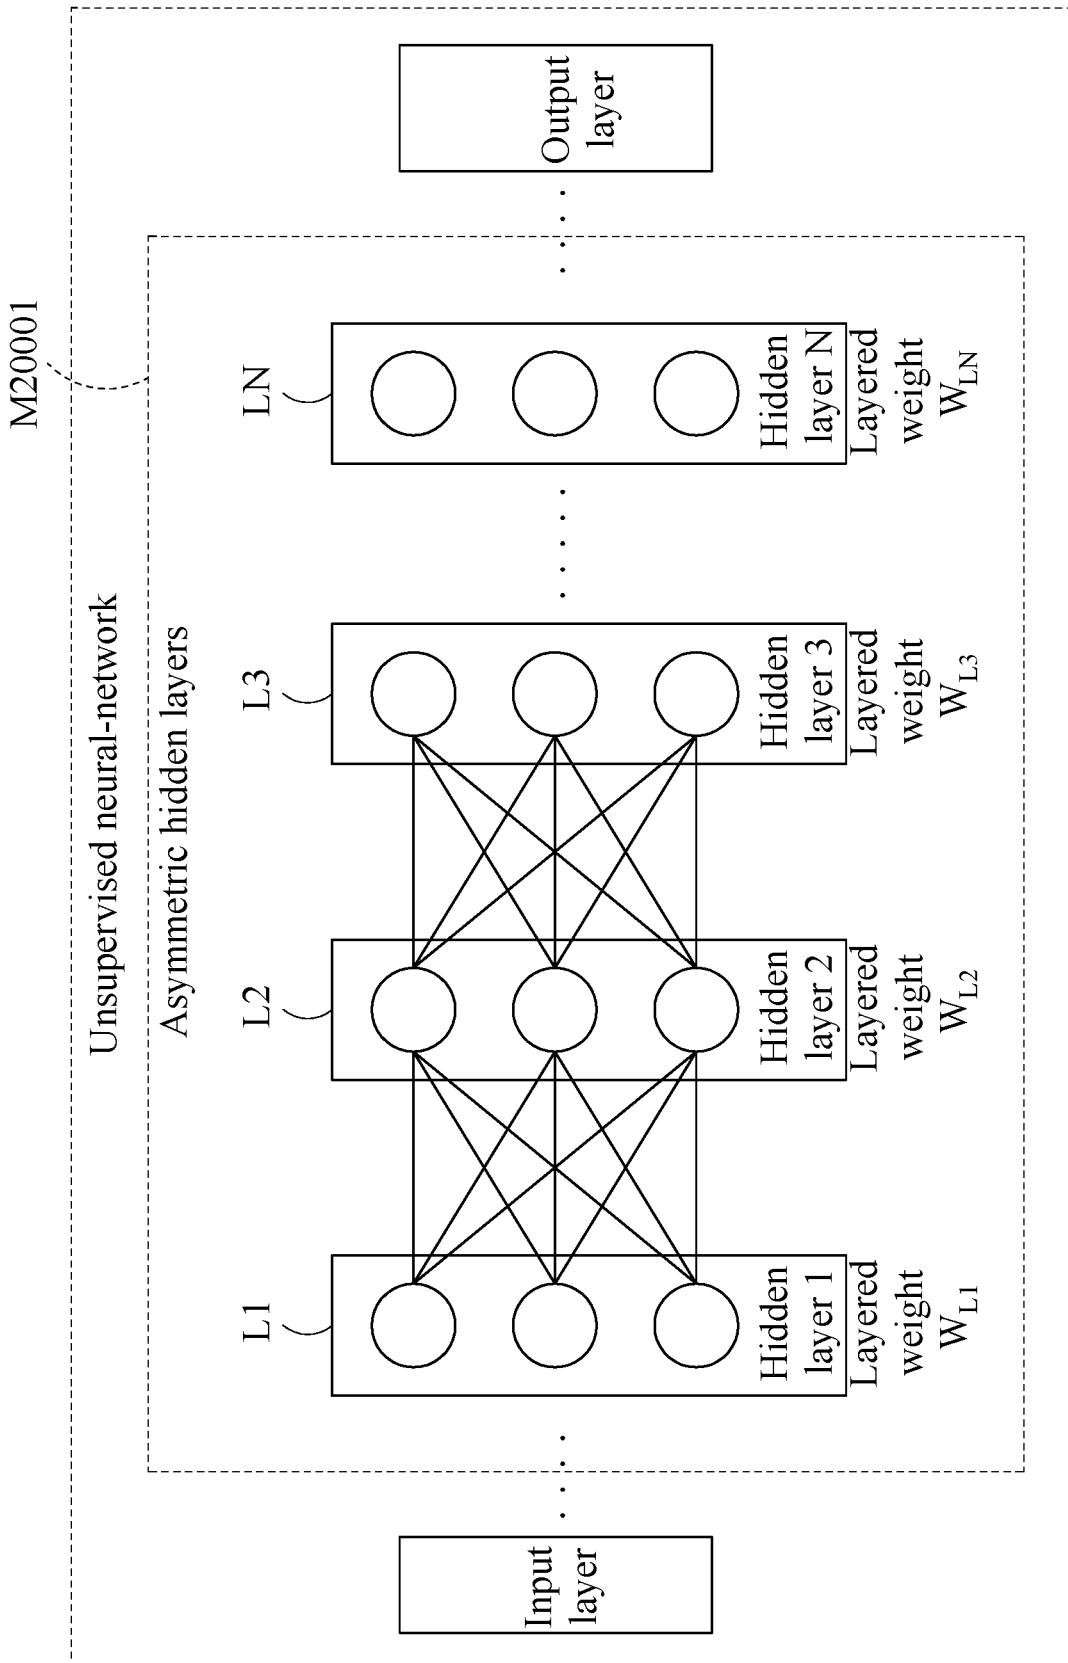 M20001
Unsupervised neural-network
Asymmetric hidden layers
Input
layer
L1
Hidden
layer 1
Layered
weight
W_L1
L2
Hidden
layer 2
Layered
weight
W_L2
L3
Hidden
layer 3
Layered
weight
W_L3
LN
Hidden
layer N
Layered
weight
W_LN
Output
layer